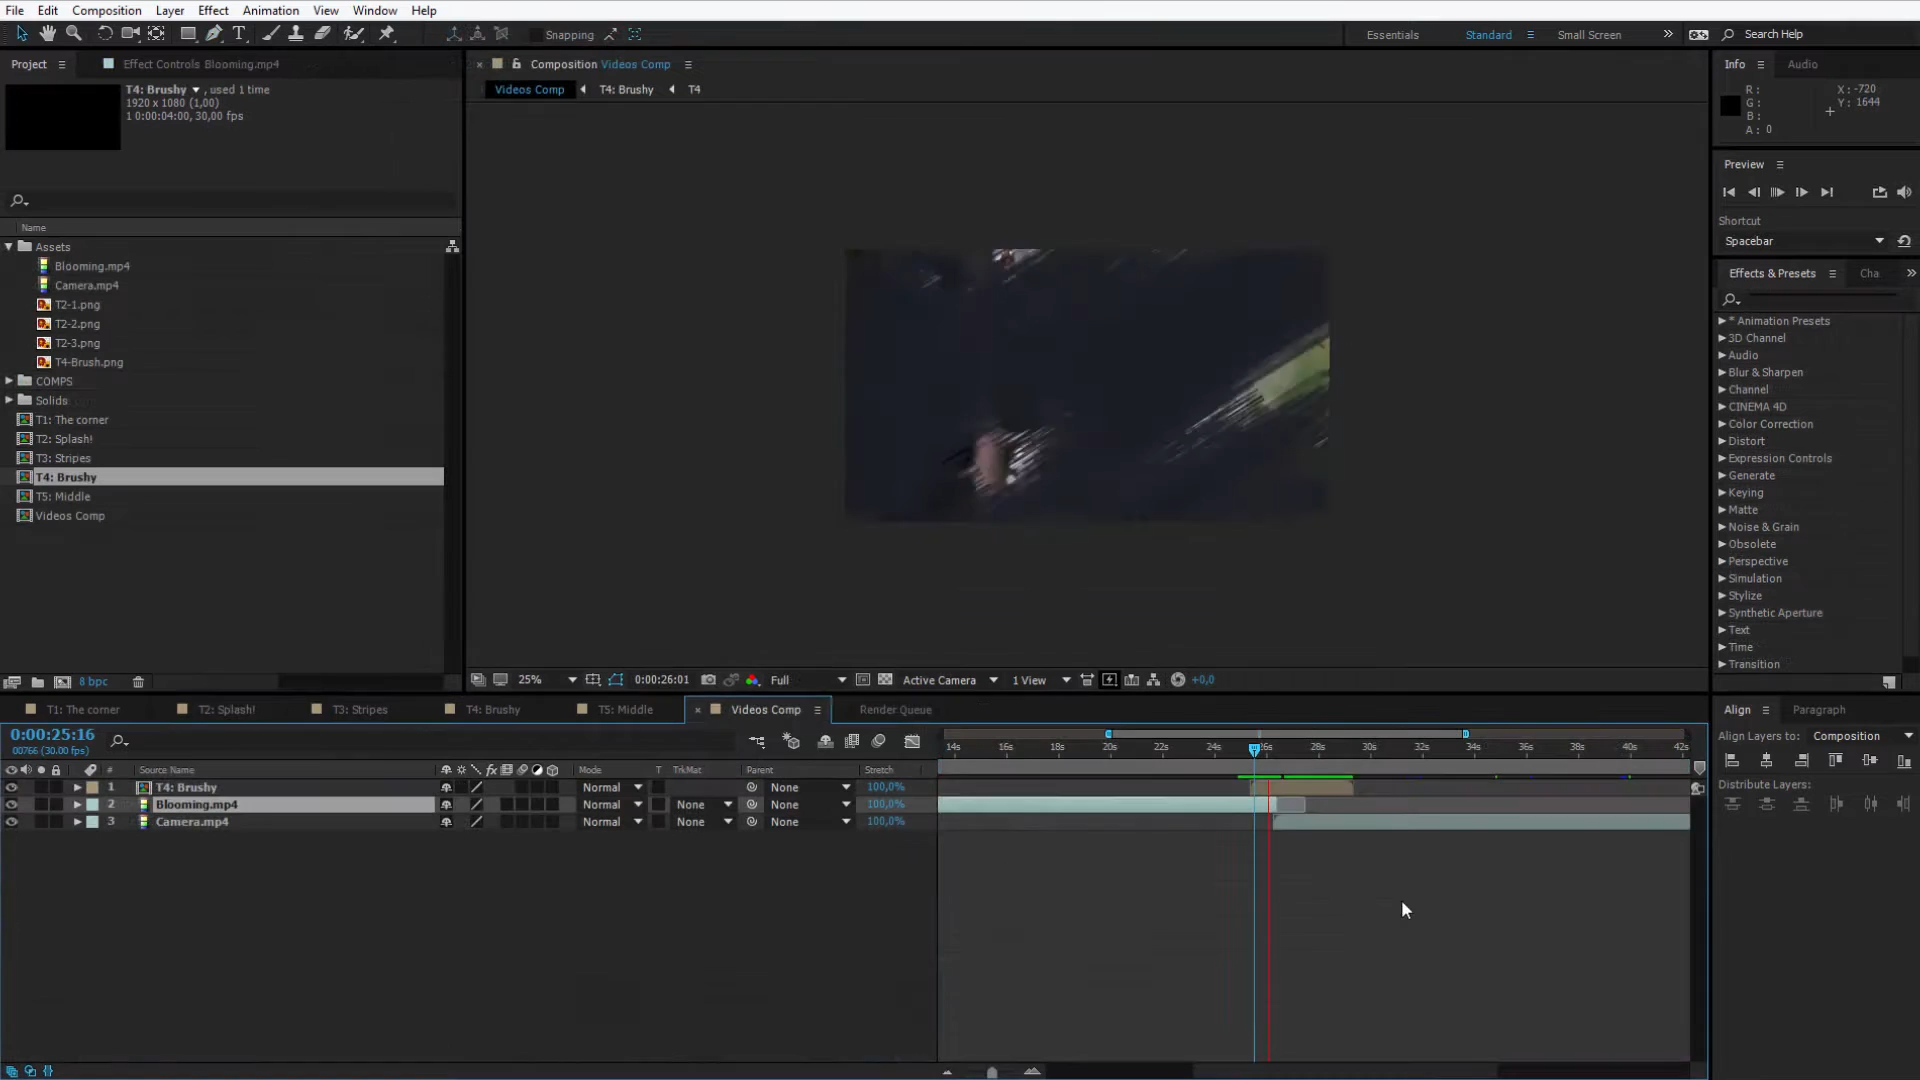 File Edit Composition Layer Effect Animation View Window Help
Snapping Essentials Standard Small Screen Search Help
Project Effect Controls Blooming.mp4
Composition Videos Comp
Info Audio
T4: Brushy , used 1 time
1920 x 1080 (1,00)
1 0:00:04:00, 30,00 fps
Videos Comp T4: Brushy T4
R :
G :
B :
A : 0
X : -720
Y : 1644
Preview
Shortcut
Spacebar
Effects & Presets Cha
Name
Assets
Blooming.mp4
Camera.mp4
T2-1.png
T2-2.png
T2-3.png
T4-Brush.png
COMPS
Solids
T1: The corner
T2: Splash!
T3: Stripes
T4: Brushy
T5: Middle
Videos Comp
* Animation Presets
3D Channel
Audio
Blur & Sharpen
Channel
CINEMA 4D
Color Correction
Distort
Expression Controls
Generate
Keying
Matte
Noise & Grain
Obsolete
Perspective
Simulation
Stylize
Synthetic Aperture
Text
Time
Transition
8 bpc
25% 0:00:26:01 Full Active Camera 1 View +0,0
T1: The corner T2: Splash! T3: Stripes T4: Brushy T5: Middle Videos Comp Render Queue
Align Paragraph
0:00:25:16
00766 (30.00 fps)
Align Layers to: Composition
14s 16s 18s 20s 22s 24s 26s 28s 30s 32s 34s 36s 38s 40s 42s
# Source Name Mode T TrkMat Parent Stretch
1 T4: Brushy Normal None 100,0%
2 Blooming.mp4 Normal None None 100,0%
3 Camera.mp4 Normal None None 100,0%
Distribute Layers: